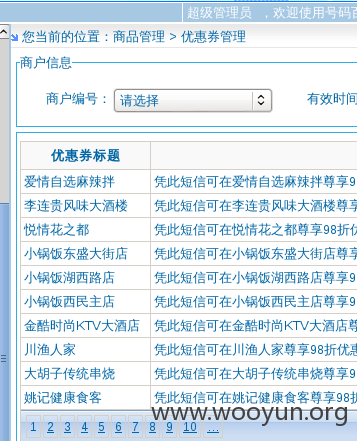 超级管理员 ，欢迎使用号码百
您当前的位置：商品管理 > 优惠券管理
商户信息
商户编号： 请选择 有效时间
优惠券标题
爱情自选麻辣拌 凭此短信可在爱情自选麻辣拌尊享9
李连贵风味大酒楼 凭此短信可在李连贵风味大酒楼尊享
悦情花之都 凭此短信可在悦情花之都尊享98折优
小锅饭东盛大街店 凭此短信可在小锅饭东盛大街店尊享
小锅饭湖西路店 凭此短信可在小锅饭湖西路店尊享9
小锅饭西民主店 凭此短信可在小锅饭西民主店尊享9
金酷时尚KTV大酒店 凭此短信可在金酷时尚KTV大酒店尊
川渔人家 凭此短信可在川渔人家尊享98折优惠
大胡子传统串烧 凭此短信可在大胡子传统串烧尊享9
姚记健康食客 凭此短信可在姚记健康食客尊享98折
www.wooyun.org
1 2 3 4 5 6 7 8 9 10 ...